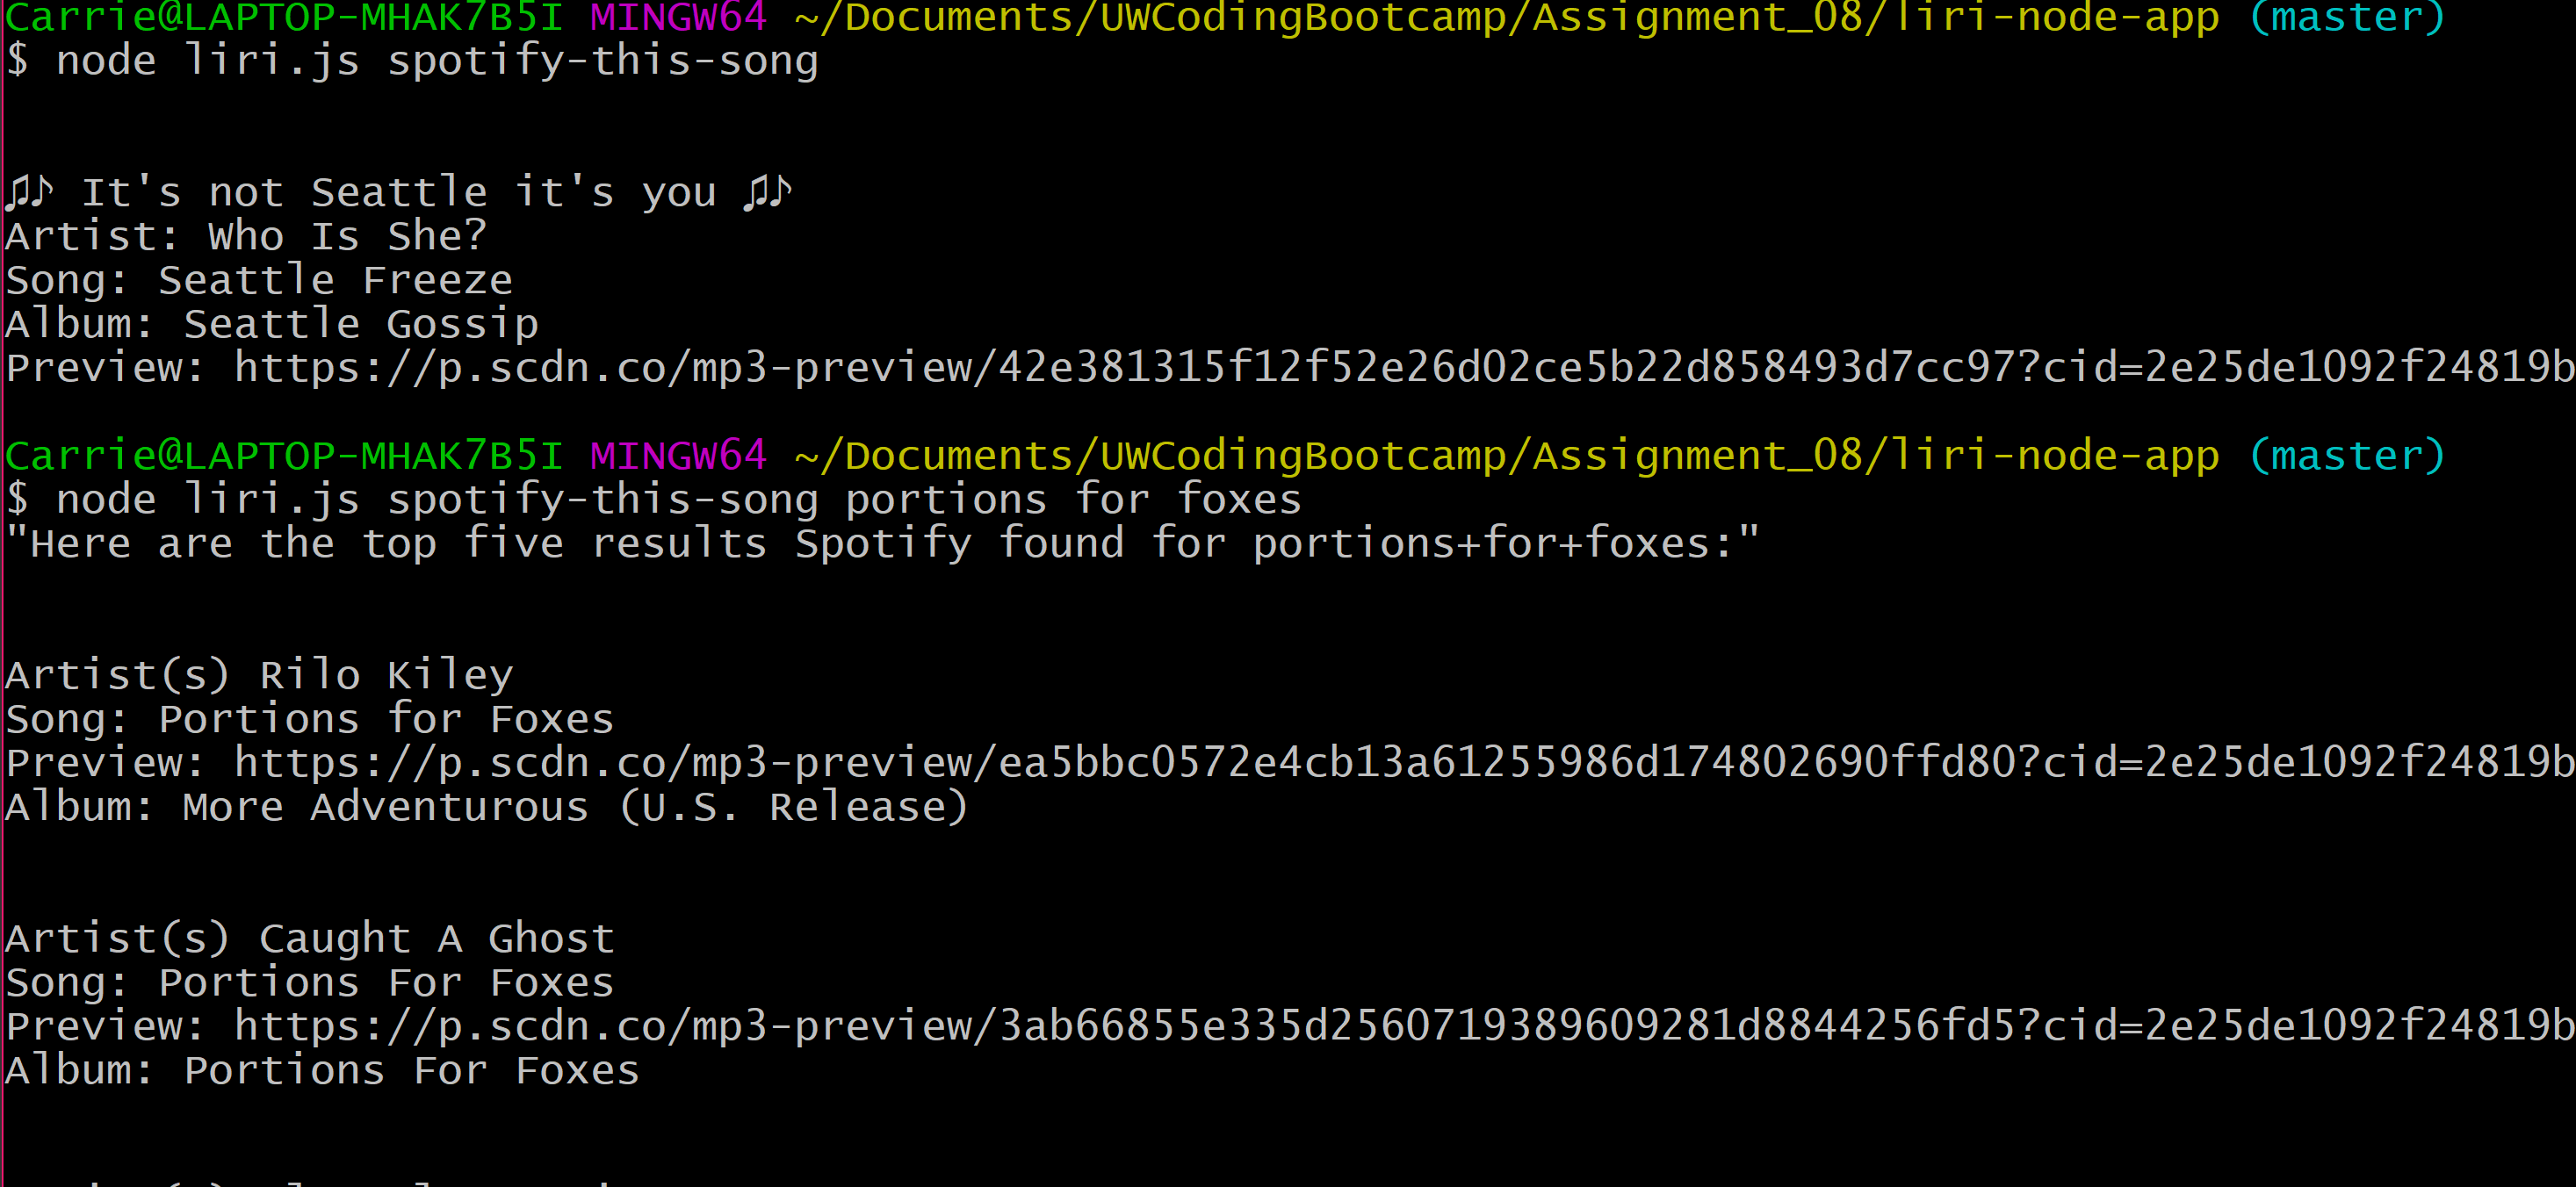 Carrie@LAPTOP-MHAK7B5I MINGW64 ~/Documents/UWCodingBootcamp/Assignment_08/liri-node-app (master)
$ node liri.js spotify-this-song
♫♪ It's not Seattle it's you ♫♪
Artist: Who Is She?
Song: Seattle Freeze
Album: Seattle Gossip
Preview: https://p.scdn.co/mp3-preview/42e381315f12f52e26d02ce5b22d858493d7cc97?cid=2e25de1092f24819b
Carrie@LAPTOP-MHAK7B5I MINGW64 ~/Documents/UWCodingBootcamp/Assignment_08/liri-node-app (master)
$ node liri.js spotify-this-song portions for foxes
"Here are the top five results Spotify found for portions+for+foxes:"
Artist(s) Rilo Kiley
Song: Portions for Foxes
Preview: https://p.scdn.co/mp3-preview/ea5bbc0572e4cb13a61255986d174802690ffd80?cid=2e25de1092f24819b
Album: More Adventurous (U.S. Release)
Artist(s) Caught A Ghost
Song: Portions For Foxes
Preview: https://p.scdn.co/mp3-preview/3ab66855e335d2560719389609281d8844256fd5?cid=2e25de1092f24819b
Album: Portions For Foxes